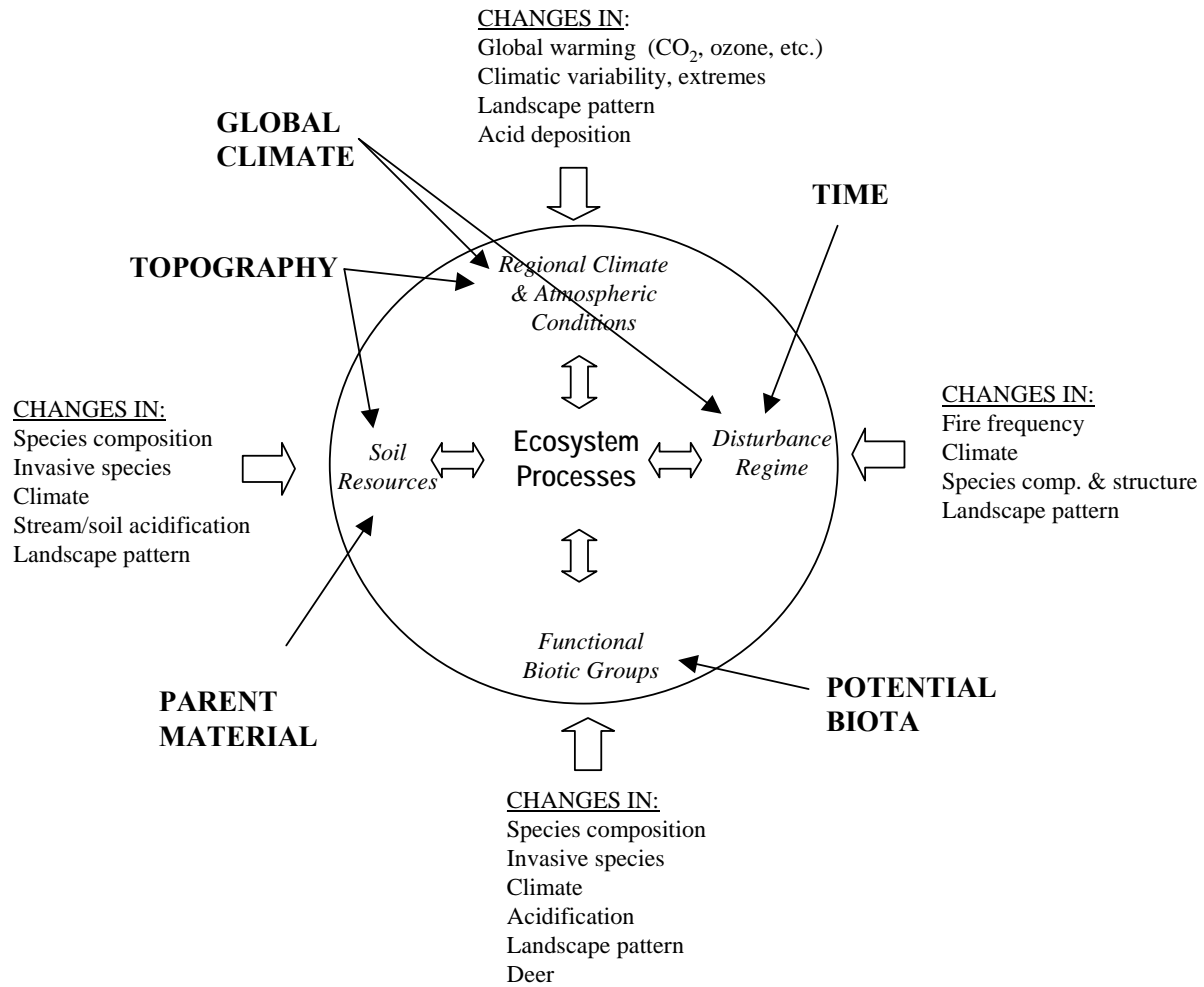 CHANGES IN:
Global warming (CO₂, ozone, etc.)
Climatic variability, extremes
Landscape pattern
Acid deposition
GLOBAL
CLIMATE
TIME
TOPOGRAPHY
Regional Climate
& Atmospheric
Conditions
CHANGES IN:
Species composition
Invasive species
Climate
Stream/soil acidification
Landscape pattern
Soil
Resources
Ecosystem
Processes
Disturbance
Regime
CHANGES IN:
Fire frequency
Climate
Species comp. & structure
Landscape pattern
Functional
Biotic Groups
PARENT
MATERIAL
POTENTIAL
BIOTA
CHANGES IN:
Species composition
Invasive species
Climate
Acidification
Landscape pattern
Deer